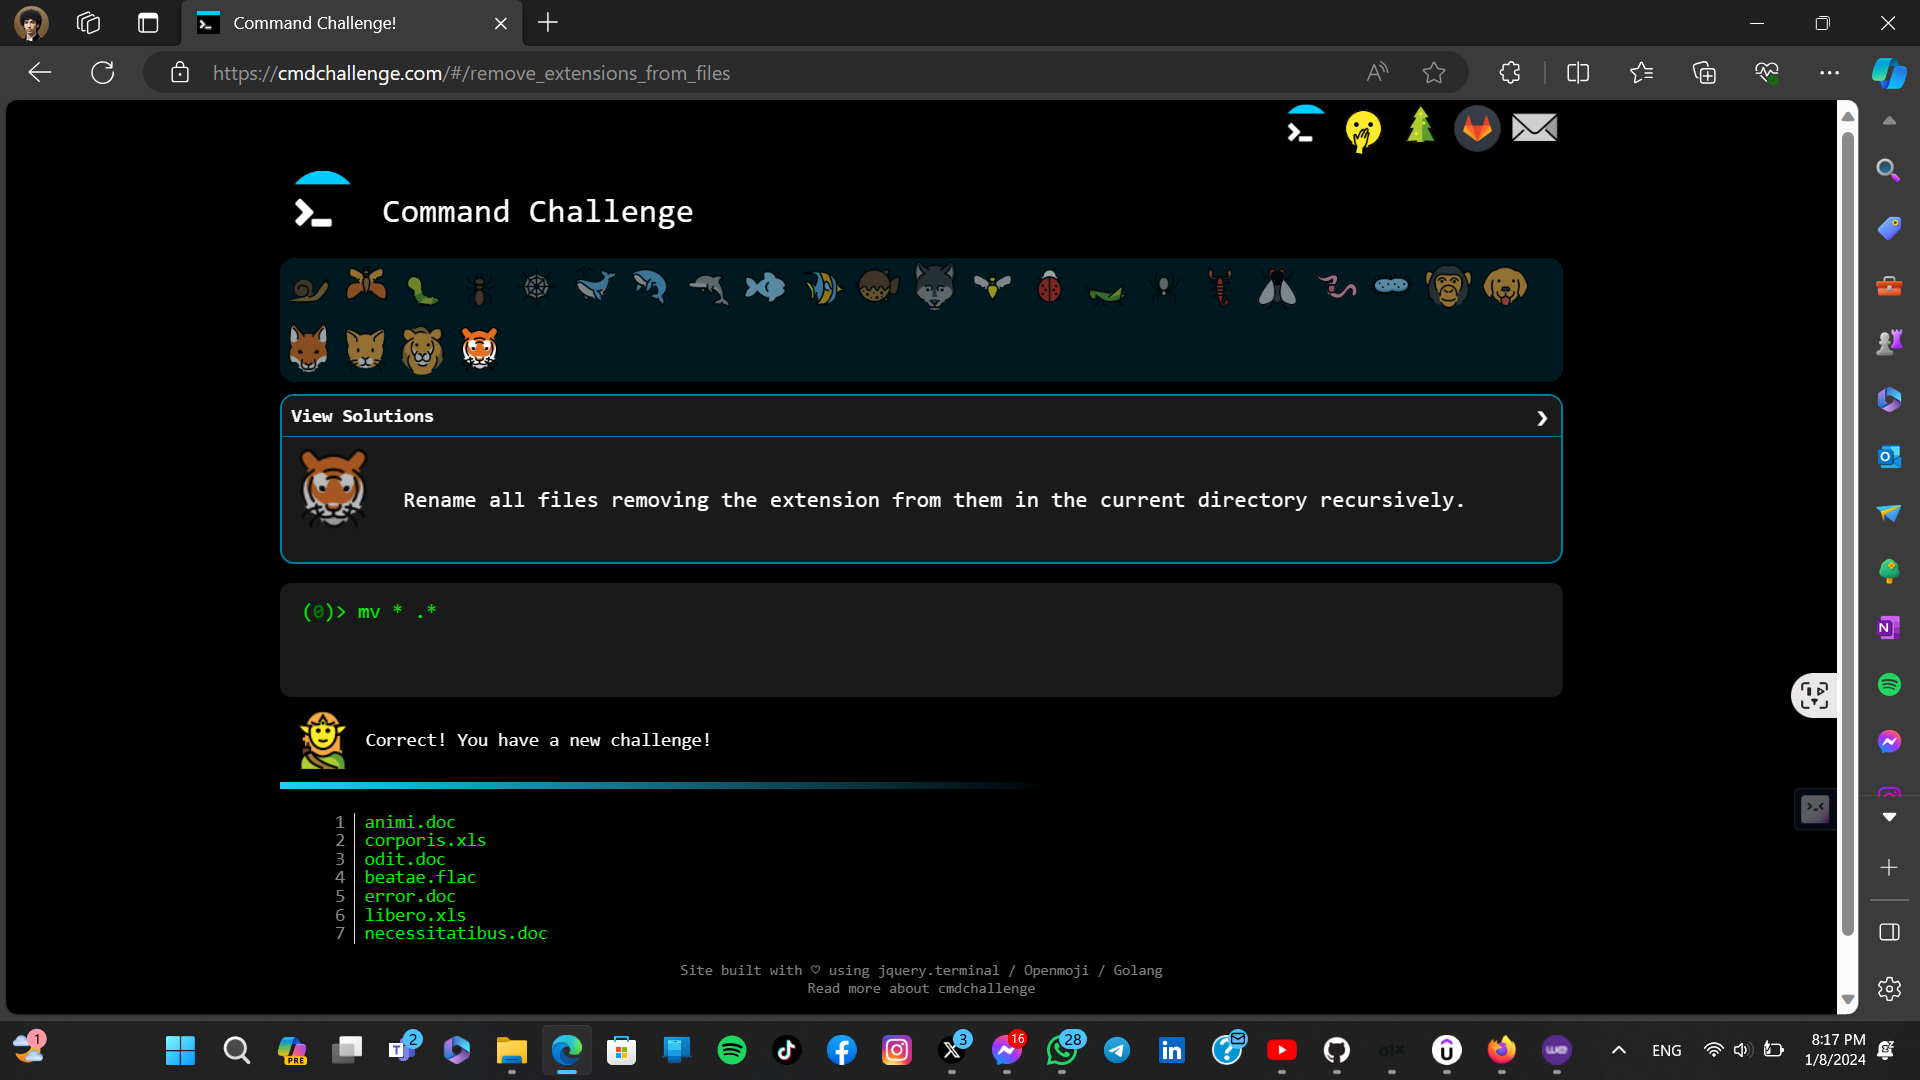 Command Challenge!
https://cmdchallenge.com/#/remove_extensions_from_files
Command Challenge
View Solutions
Rename all files removing the extension from them in the current directory recursively.
(0)> mv * .*
Correct! You have a new challenge!
1 animi.doc
2 corporis.xls
3 odit.doc
4 beatae.flac
5 error.doc
6 libero.xls
7 necessitatibus.doc
Site built with ♡ using jquery.terminal / Openmoji / Golang
Read more about cmdchallenge
1
PRE
2
3
16
28
alx
we
ENG
8:17 PM
1/8/2024